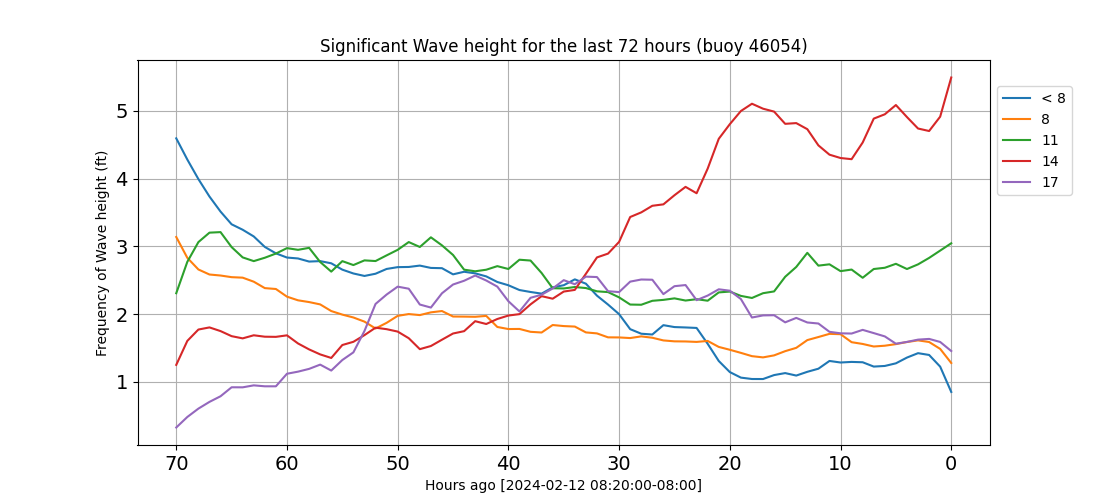 Significant Wave height for the last 72 hours (buoy 46054)
Frequency of Wave height (ft)
5
4
3
2
1
70 60 50 40 30 20 10 0
Hours ago [2024-02-12 08:20:00-08:00]
< 8
8
11
14
17